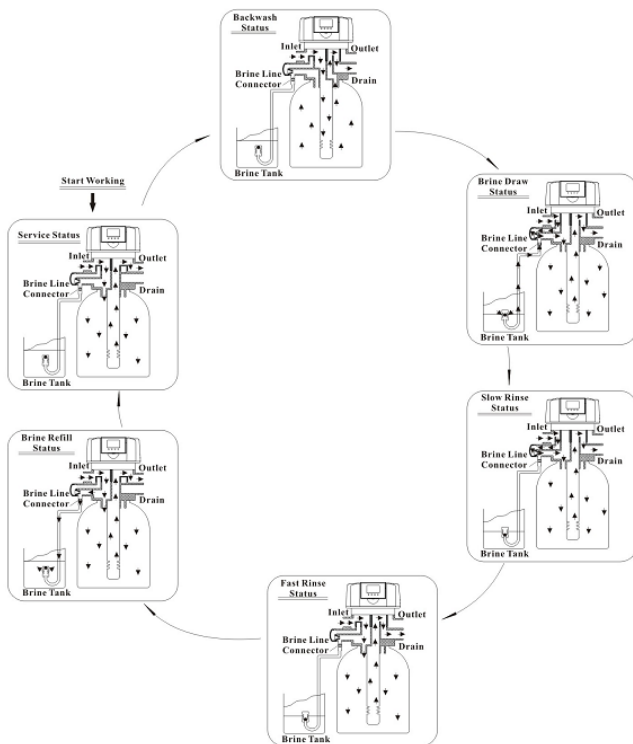 Backwash
Status
Inlet
Outlet
Brine Line
Connector
Drain
Brine Tank
Start Working
Brine Draw
Status
Inlet
Outlet
Brine Line
Connector
Drain
Brine Tank
Service Status
Inlet
Outlet
Brine Line
Connector
Drain
Brine Tank
Slow Rinse
Status
Inlet
Outlet
Brine Line
Connector
Drain
Brine Tank
Brine Refill
Status
Inlet
Outlet
Brine Line
Connector
Drain
Brine Tank
Fast Rinse
Status
Inlet
Outlet
Brine Line
Connector
Drain
Brine Tank